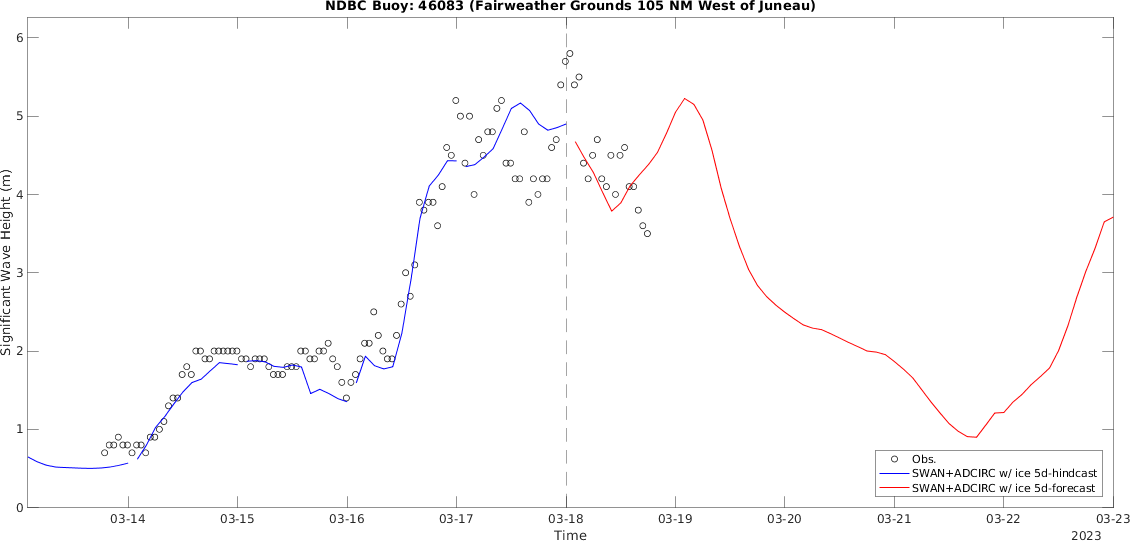 NDBC Buoy: 46083 (Fairweather Grounds 105 NM West of Juneau)
Significant Wave Height (m)
6
5
4
3
2
1
0
Obs.
SWAN+ADCIRC w/ ice 5d-hindcast
SWAN+ADCIRC w/ ice 5d-forecast
03-14 03-15 03-16 03-17 03-18 03-19 03-20 03-21 03-22 03-23
Time
2023